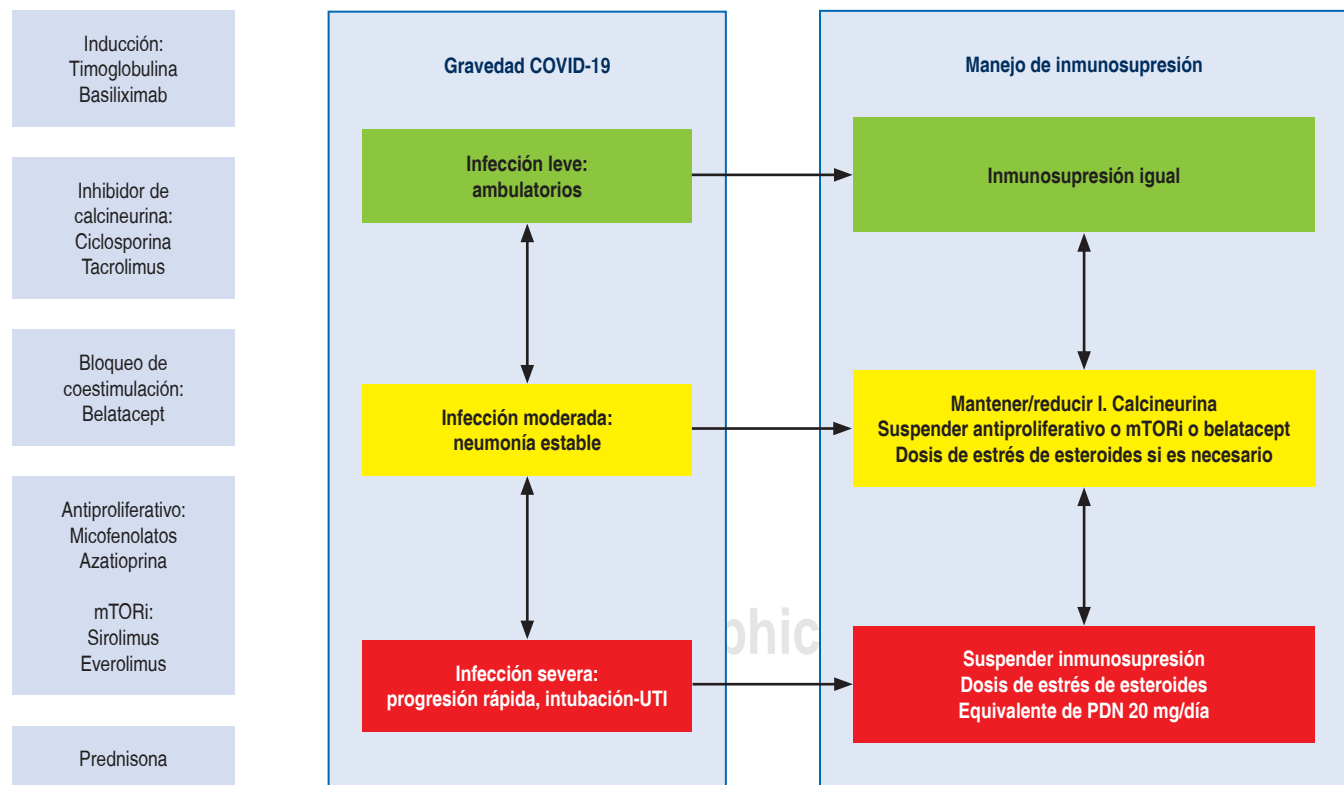 Inducción:
Timoglobulina
Basiliximab
Inhibidor de
calcineurina:
Ciclosporina
Tacrolimus
Bloqueo de
coestimulación:
Belatacept
Antiproliferativo:
Micofenolatos
Azatioprina
mTORi:
Sirolimus
Everolimus
Prednisona
Gravedad COVID-19
Infección leve:
ambulatorios
Infección moderada:
neumonía estable
Infección severa:
progresión rápida, intubación-UTI
Manejo de inmunosupresión
Inmunosupresión igual
Mantener/reducir I. Calcineurina
Suspender antiproliferativo o mTORi o belatacept
Dosis de estrés de esteroides si es necesario
Suspender inmunosupresión
Dosis de estrés de esteroides
Equivalente de PDN 20 mg/día
phic